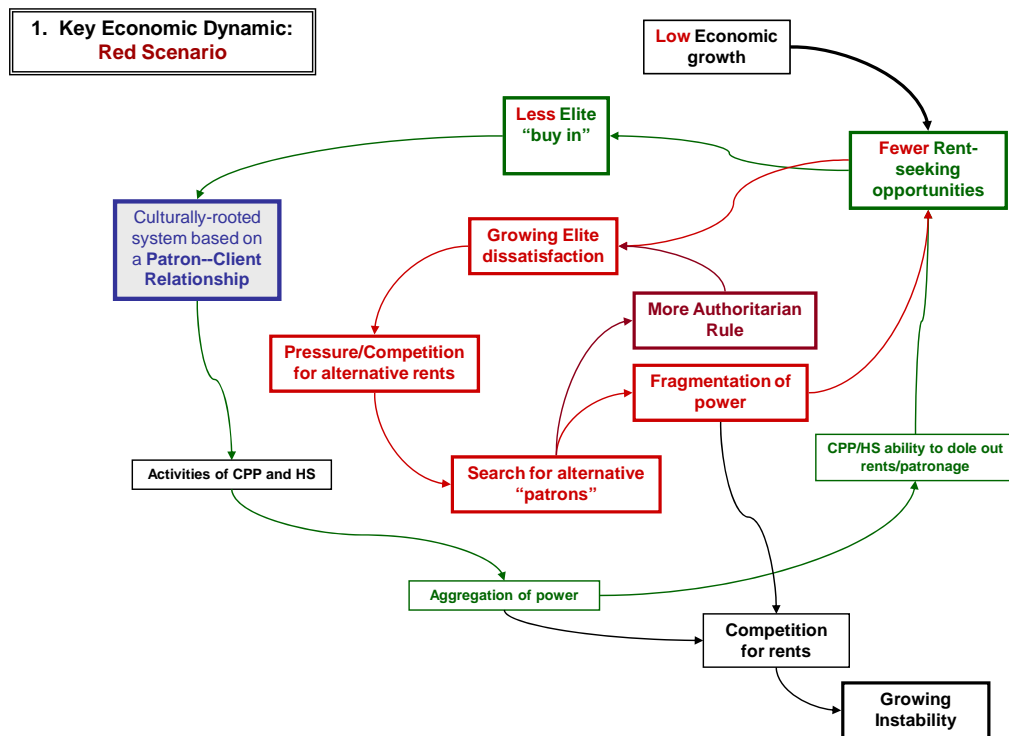 1. Key Economic Dynamic:
Red Scenario
Low Economic
growth
Less Elite
“buy in”
Fewer Rent-
seeking
opportunities
Culturally-rooted
system based on
a Patron--Client
Relationship
Growing Elite
dissatisfaction
More Authoritarian
Rule
Pressure/Competition
for alternative rents
Fragmentation of
power
Activities of CPP and HS
Search for alternative
“patrons”
CPP/HS ability to dole out
rents/patronage
Aggregation of power
Competition
for rents
Growing
Instability